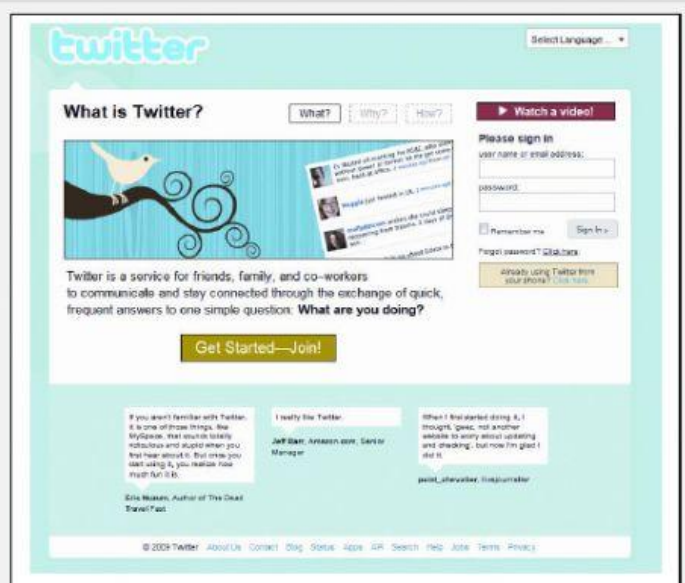 twitter
Select Language...
What is Twitter?
What?
Why?
How?
Watch a video!
Please sign in
user name or email address:
password:
Remember me
Sign In »
Forgot password? Click here.
Already using Twitter from
your phone? Click here.
Twitter is a service for friends, family, and co-workers
to communicate and stay connected through the exchange of quick,
frequent answers to one simple question: What are you doing?
Get Started—Join!
If you aren't familiar with Twitter,
it is one of those things, like
MySpace, that sounds totally
ridiculous and stupid when you
first hear about it. But once you
start using it, you realize how
much fun it is.
Author of The Dead
Travel Fast
I really like Twitter.
Jeff Barr, Amazon.com, Senior
Manager
When I first started doing it, I
thought, 'geez, not another
website to worry about updating
and checking', but now I'm glad I
did it.
livejournaller
© 2009 Twitter About Us Contact Blog Status Apps API Search Help Jobs Terms Privacy